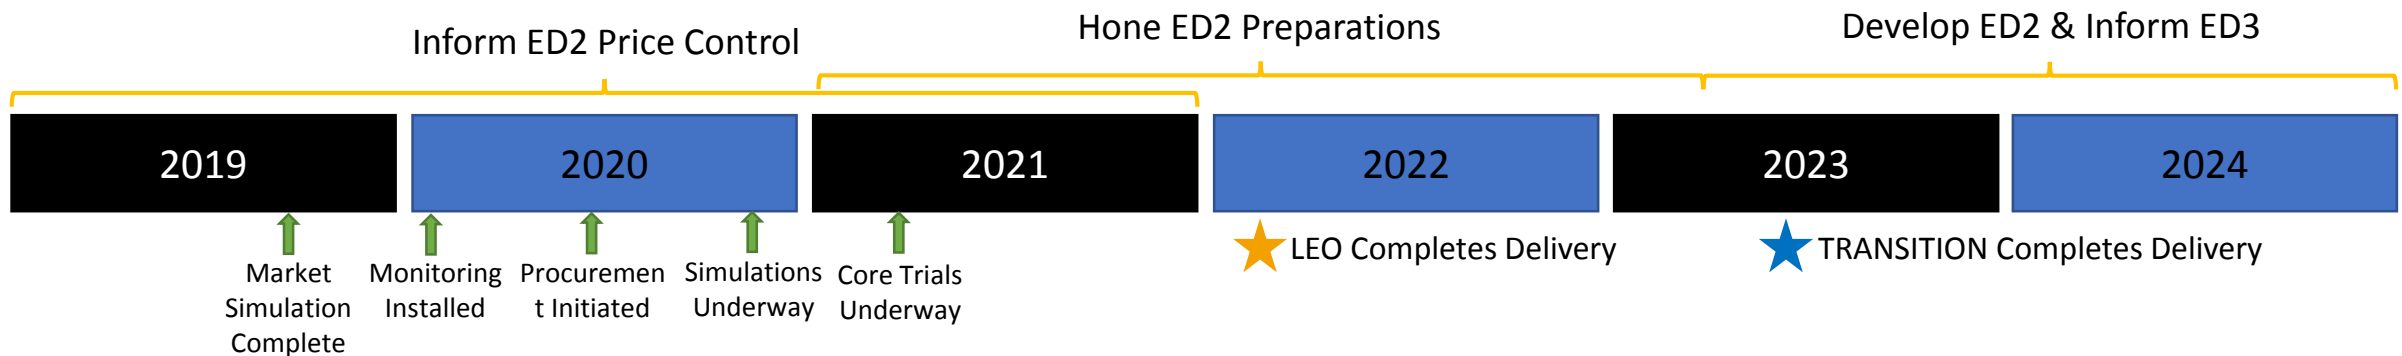 Inform ED2 Price Control
Hone ED2 Preparations
Develop ED2 & Inform ED3
2019
2020
2021
2022
2023
2024
Market
Simulation
Complete
Monitoring
Installed
Procuremen
t Initiated
Simulations
Underway
Core Trials
Underway
LEO Completes Delivery
TRANSITION Completes Delivery